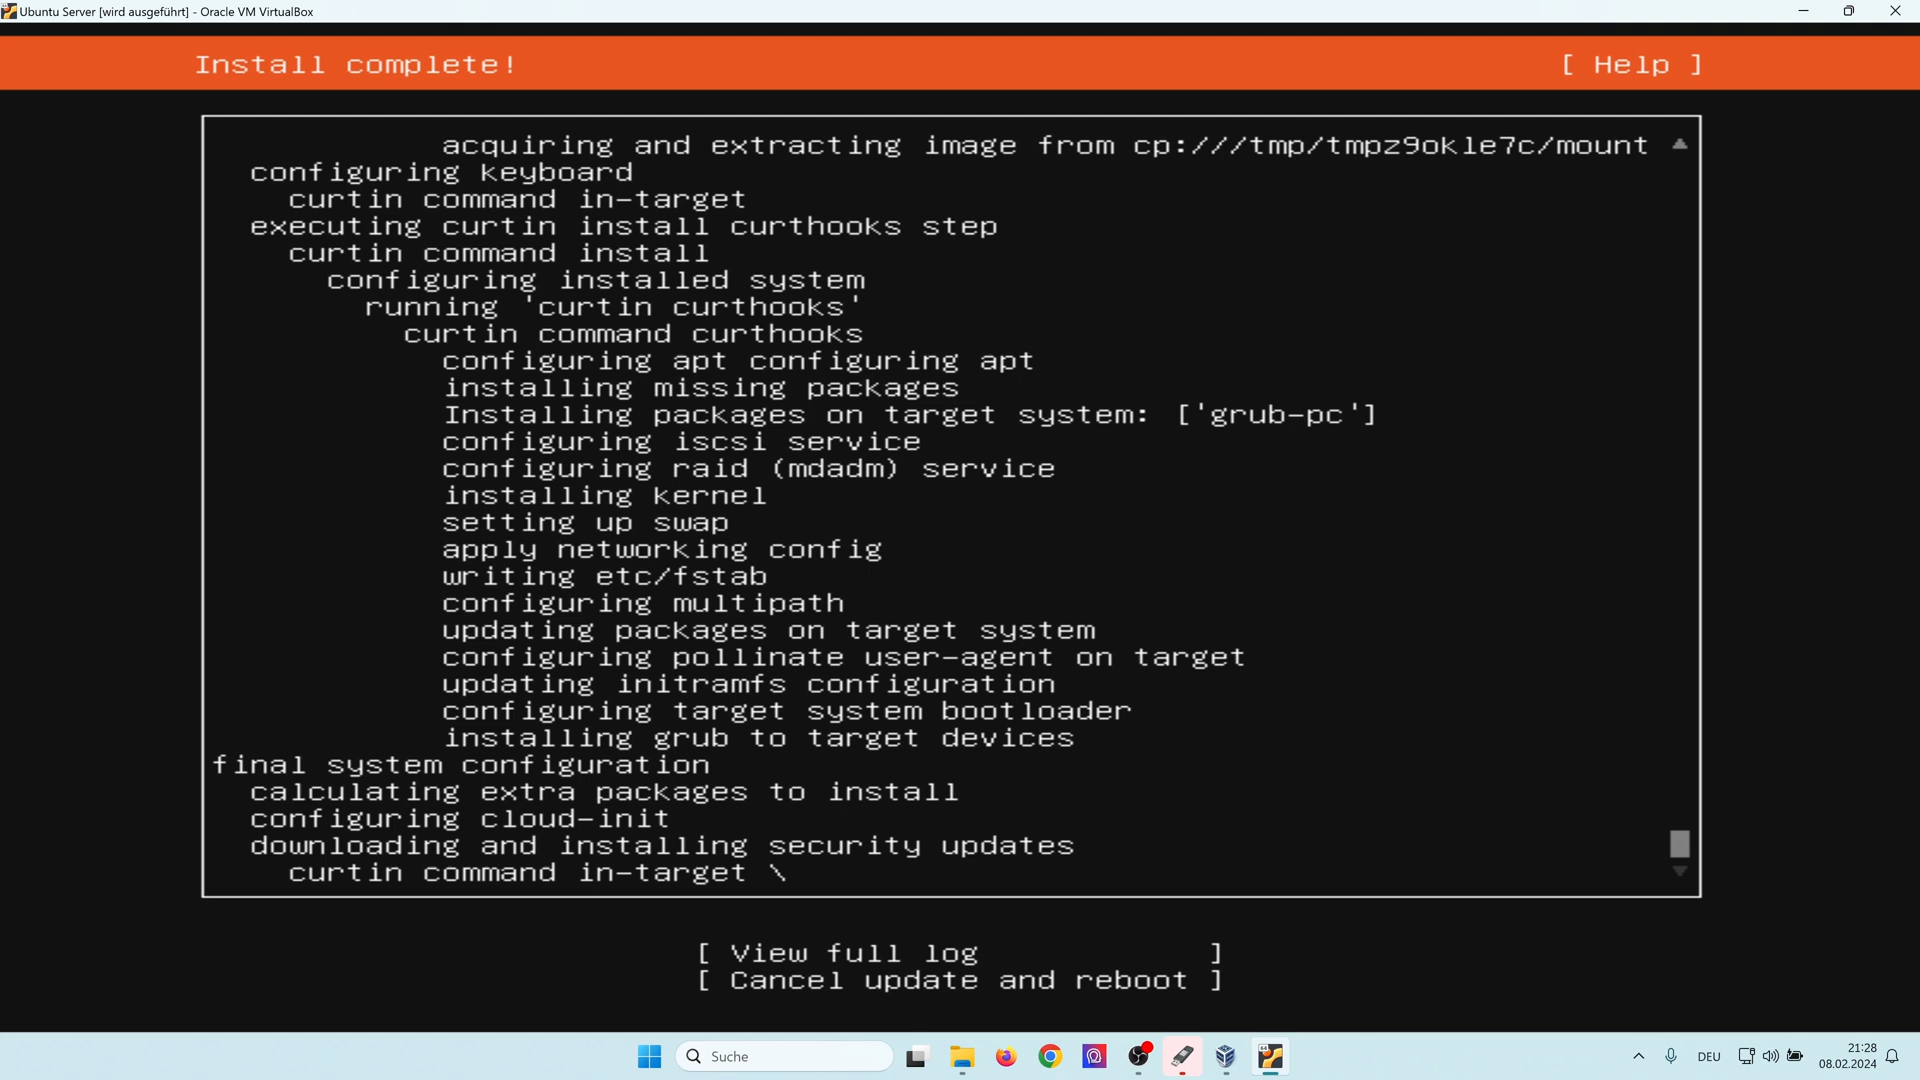 Ubuntu Server [wird ausgeführt] - Oracle VM VirtualBox
Install complete!
[ Help ]
acquiring and extracting image from cp:///tmp/tmpz9okle7c/mount
configuring keyboard
curtin command in-target
executing curtin install curthooks step
curtin command install
configuring installed system
running 'curtin curthooks'
curtin command curthooks
configuring apt configuring apt
installing missing packages
Installing packages on target system: ['grub-pc']
configuring iscsi service
configuring raid (mdadm) service
installing kernel
setting up swap
apply networking config
writing etc/fstab
configuring multipath
updating packages on target system
configuring pollinate user-agent on target
updating initramfs configuration
configuring target system bootloader
installing grub to target devices
final system configuration
calculating extra packages to install
configuring cloud-init
downloading and installing security updates
curtin command in-target \
[ View full log ]
[ Cancel update and reboot ]
Suche
DEU
21:28
08.02.2024